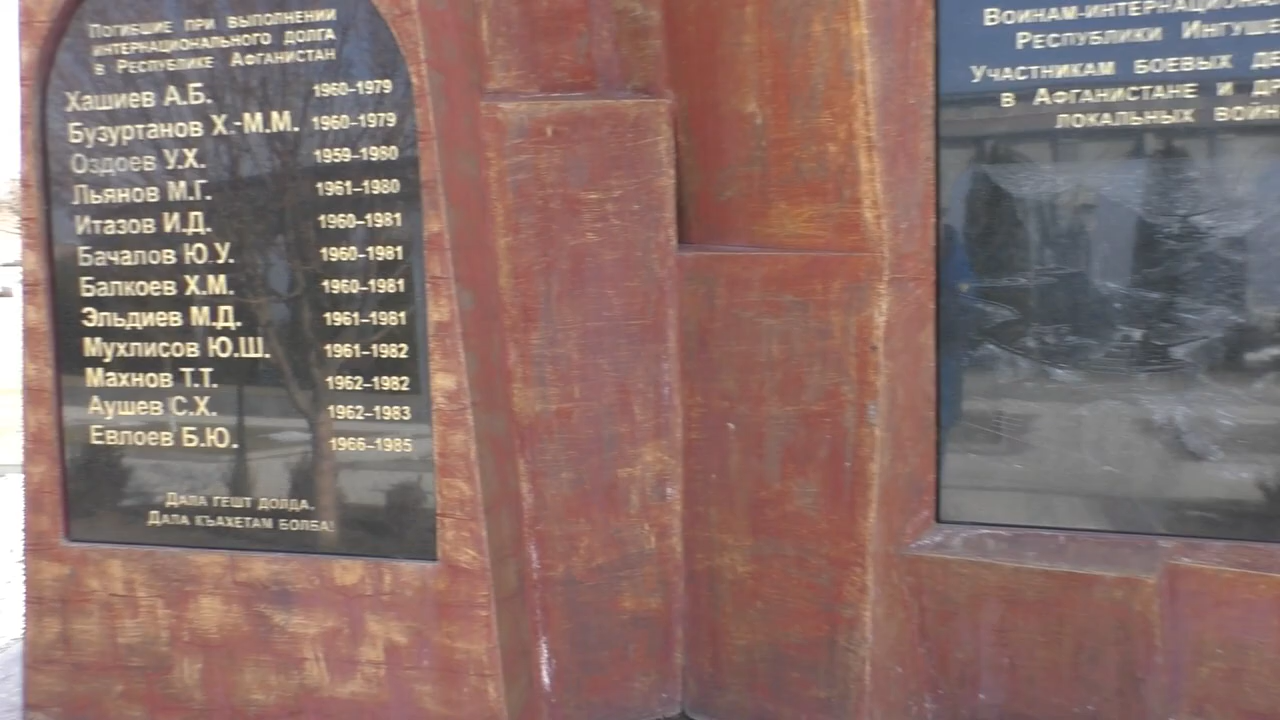 Погибшие при выполнении
интернационального долга
в Республике Афганистан
Хашиев А.Б. 1960–1979
Бузуртанов Х.-М.М. 1960–1979
Оздоев У.Х. 1959–1980
Льянов М.Г. 1961–1980
Итазов И.Д. 1960–1981
Бачалов Ю.У. 1960–1981
Балкоев Х.М. 1960–1981
Эльдиев М.Д. 1961–1981
Мухлисов Ю.Ш. 1961–1982
Махнов Т.Т. 1962–1982
Аушев С.Х. 1962–1983
Евлоев Б.Ю. 1966–1985
Дала гешт долда.
Дала къахетам болба!
Воинам-интернациона
Республики Ингуше
Участникам боевых де
в Афганистане и др
локальных войн